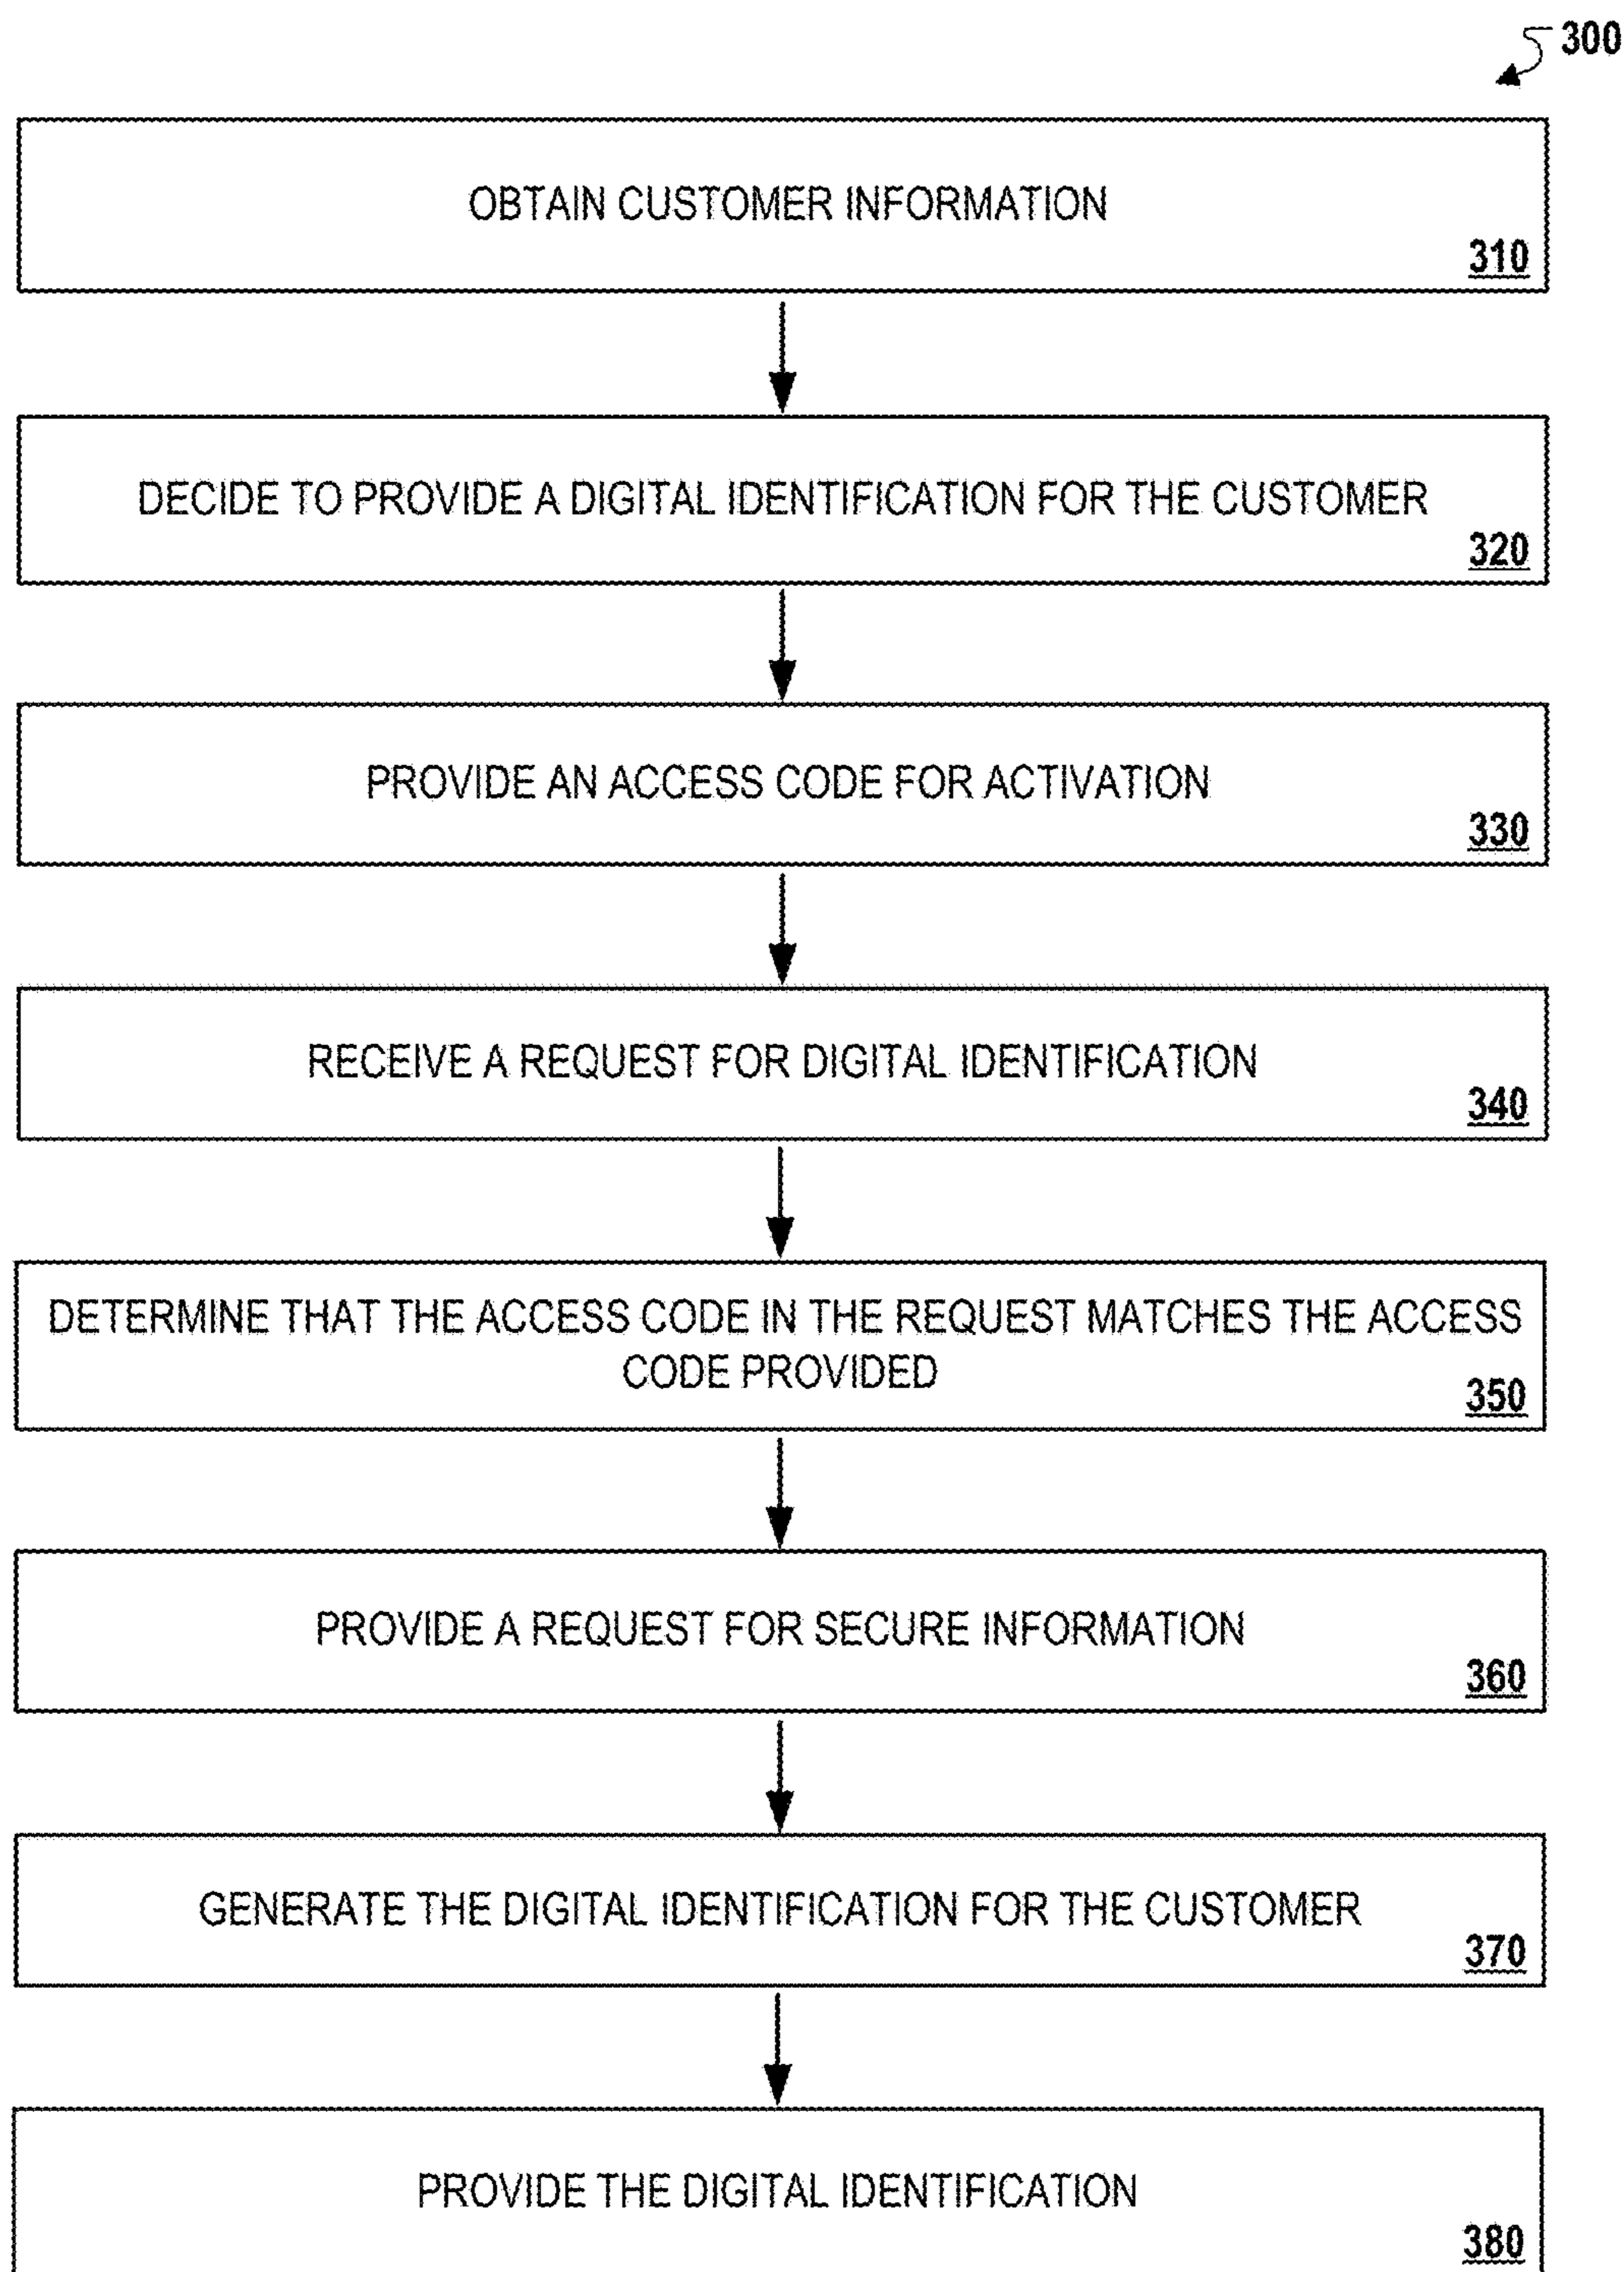 300
OBTAIN CUSTOMER INFORMATION
310
DECIDE TO PROVIDE A DIGITAL IDENTIFICATION FOR THE CUSTOMER
320
PROVIDE AN ACCESS CODE FOR ACTIVATION
330
RECEIVE A REQUEST FOR DIGITAL IDENTIFICATION
340
DETERMINE THAT THE ACCESS CODE IN THE REQUEST MATCHES THE ACCESS
CODE PROVIDED
350
PROVIDE A REQUEST FOR SECURE INFORMATION
360
GENERATE THE DIGITAL IDENTIFICATION FOR THE CUSTOMER
370
PROVIDE THE DIGITAL IDENTIFICATION
380